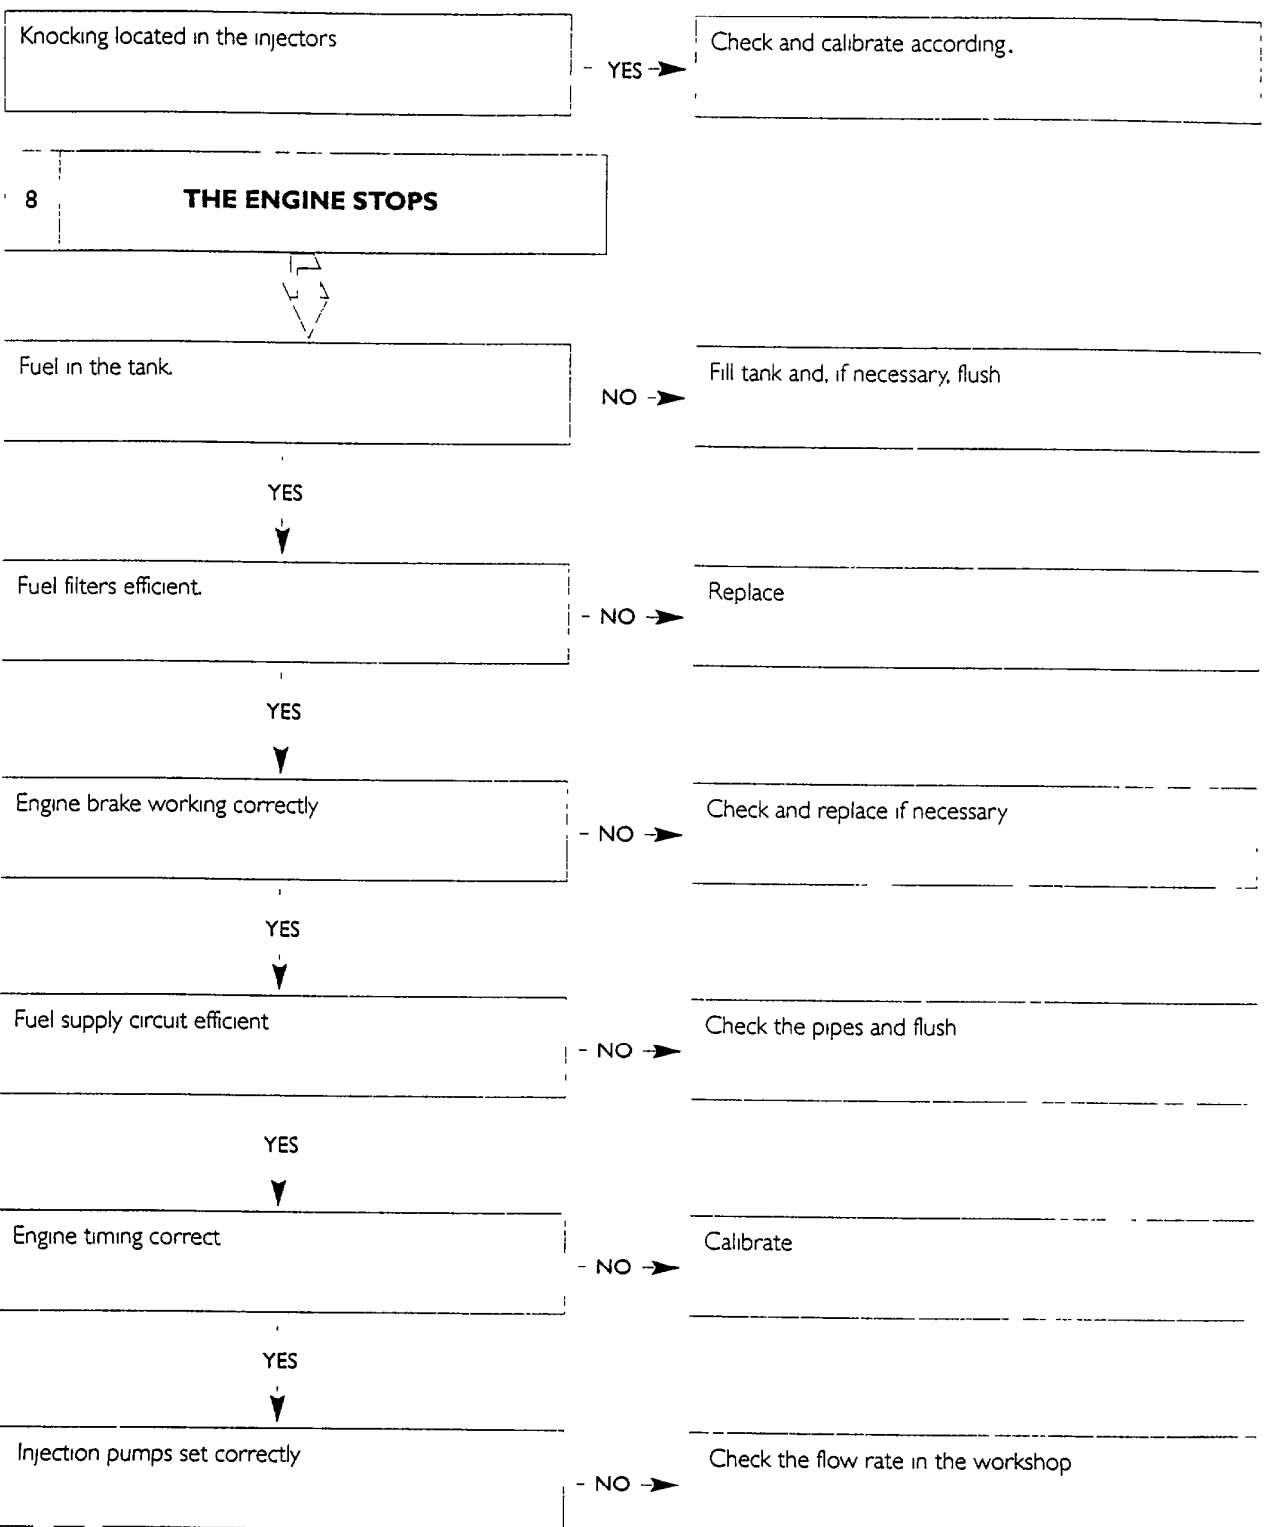 Knocking located in the injectors
YES
Check and calibrate according.
8
THE ENGINE STOPS
Fuel in the tank.
NO
Fill tank and, if necessary, flush
YES
Fuel filters efficient.
NO
Replace
YES
Engine brake working correctly
NO
Check and replace if necessary
YES
Fuel supply circuit efficient
NO
Check the pipes and flush
YES
Engine timing correct
NO
Calibrate
YES
Injection pumps set correctly
NO
Check the flow rate in the workshop